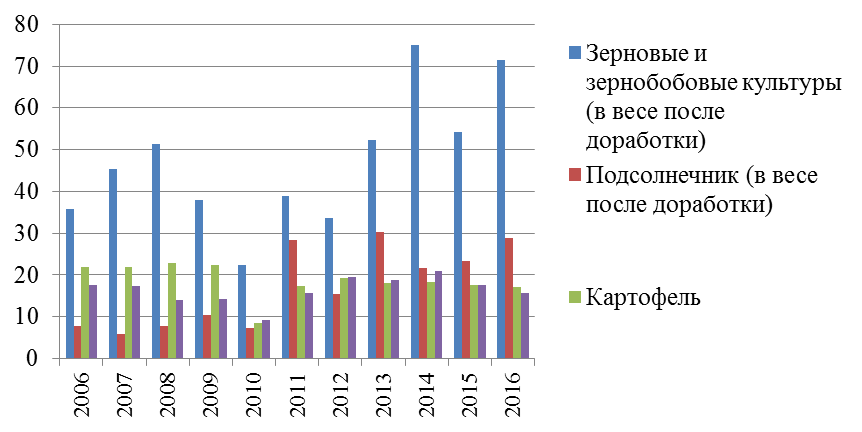 80
70
60
50
40
30
20
10
0
2006
2007
2008
2009
2010
2011
2012
2013
2014
2015
2016
Зерновые и
зернобобовые культуры
(в весе после
доработки)
Подсолнечник (в весе
после доработки)
Картофель